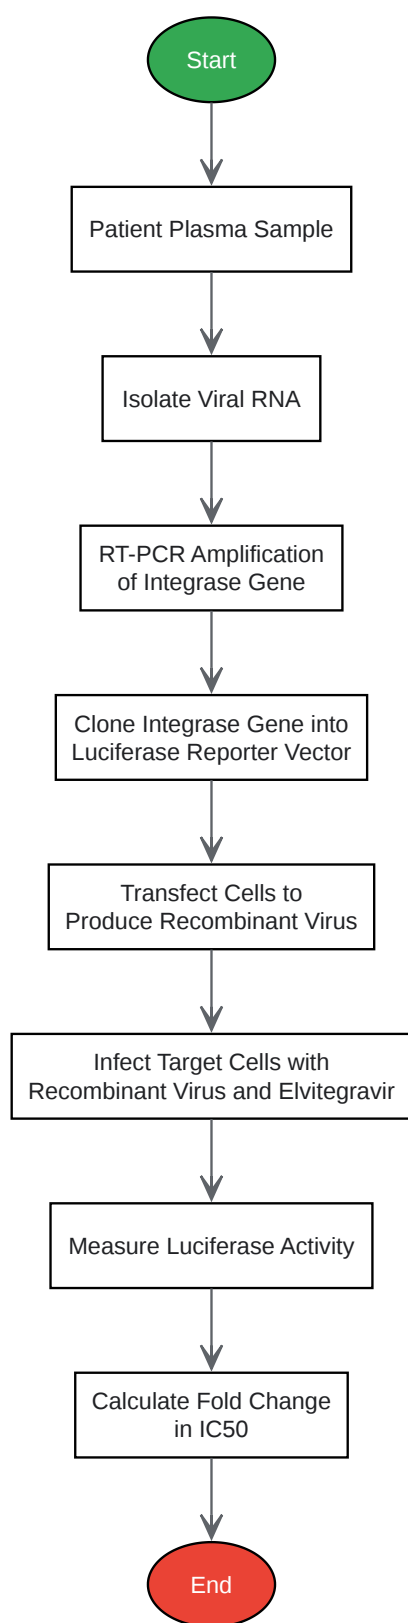 Start
Patient Plasma Sample
Isolate Viral RNA
RT-PCR Amplification
of Integrase Gene
Clone Integrase Gene into
Luciferase Reporter Vector
Transfect Cells to
Produce Recombinant Virus
Infect Target Cells with
Recombinant Virus and Elvitegravir
Measure Luciferase Activity
Calculate Fold Change
in IC50
End